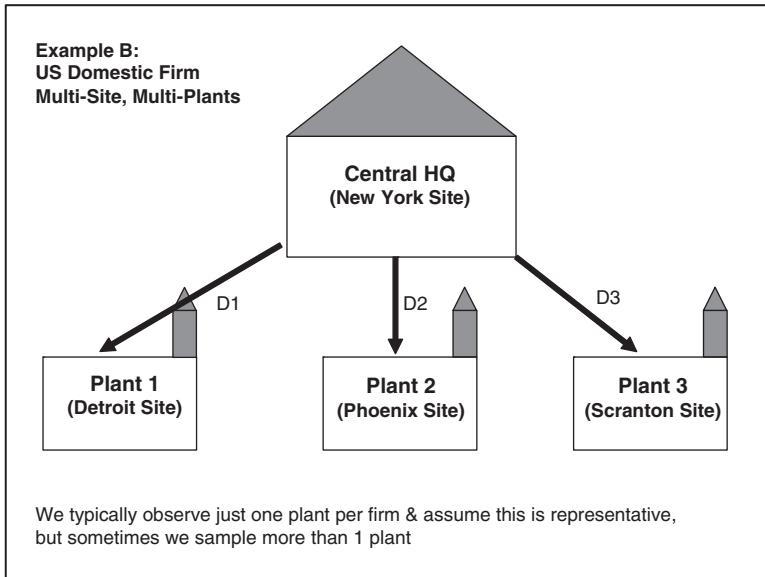 Example B:
US Domestic Firm
Multi-Site, Multi-Plants
Central HQ
(New York Site)
D1
D2
D3
Plant 1
(Detroit Site)
Plant 2
(Phoenix Site)
Plant 3
(Scranton Site)
We typically observe just one plant per firm & assume this is representative,
but sometimes we sample more than 1 plant